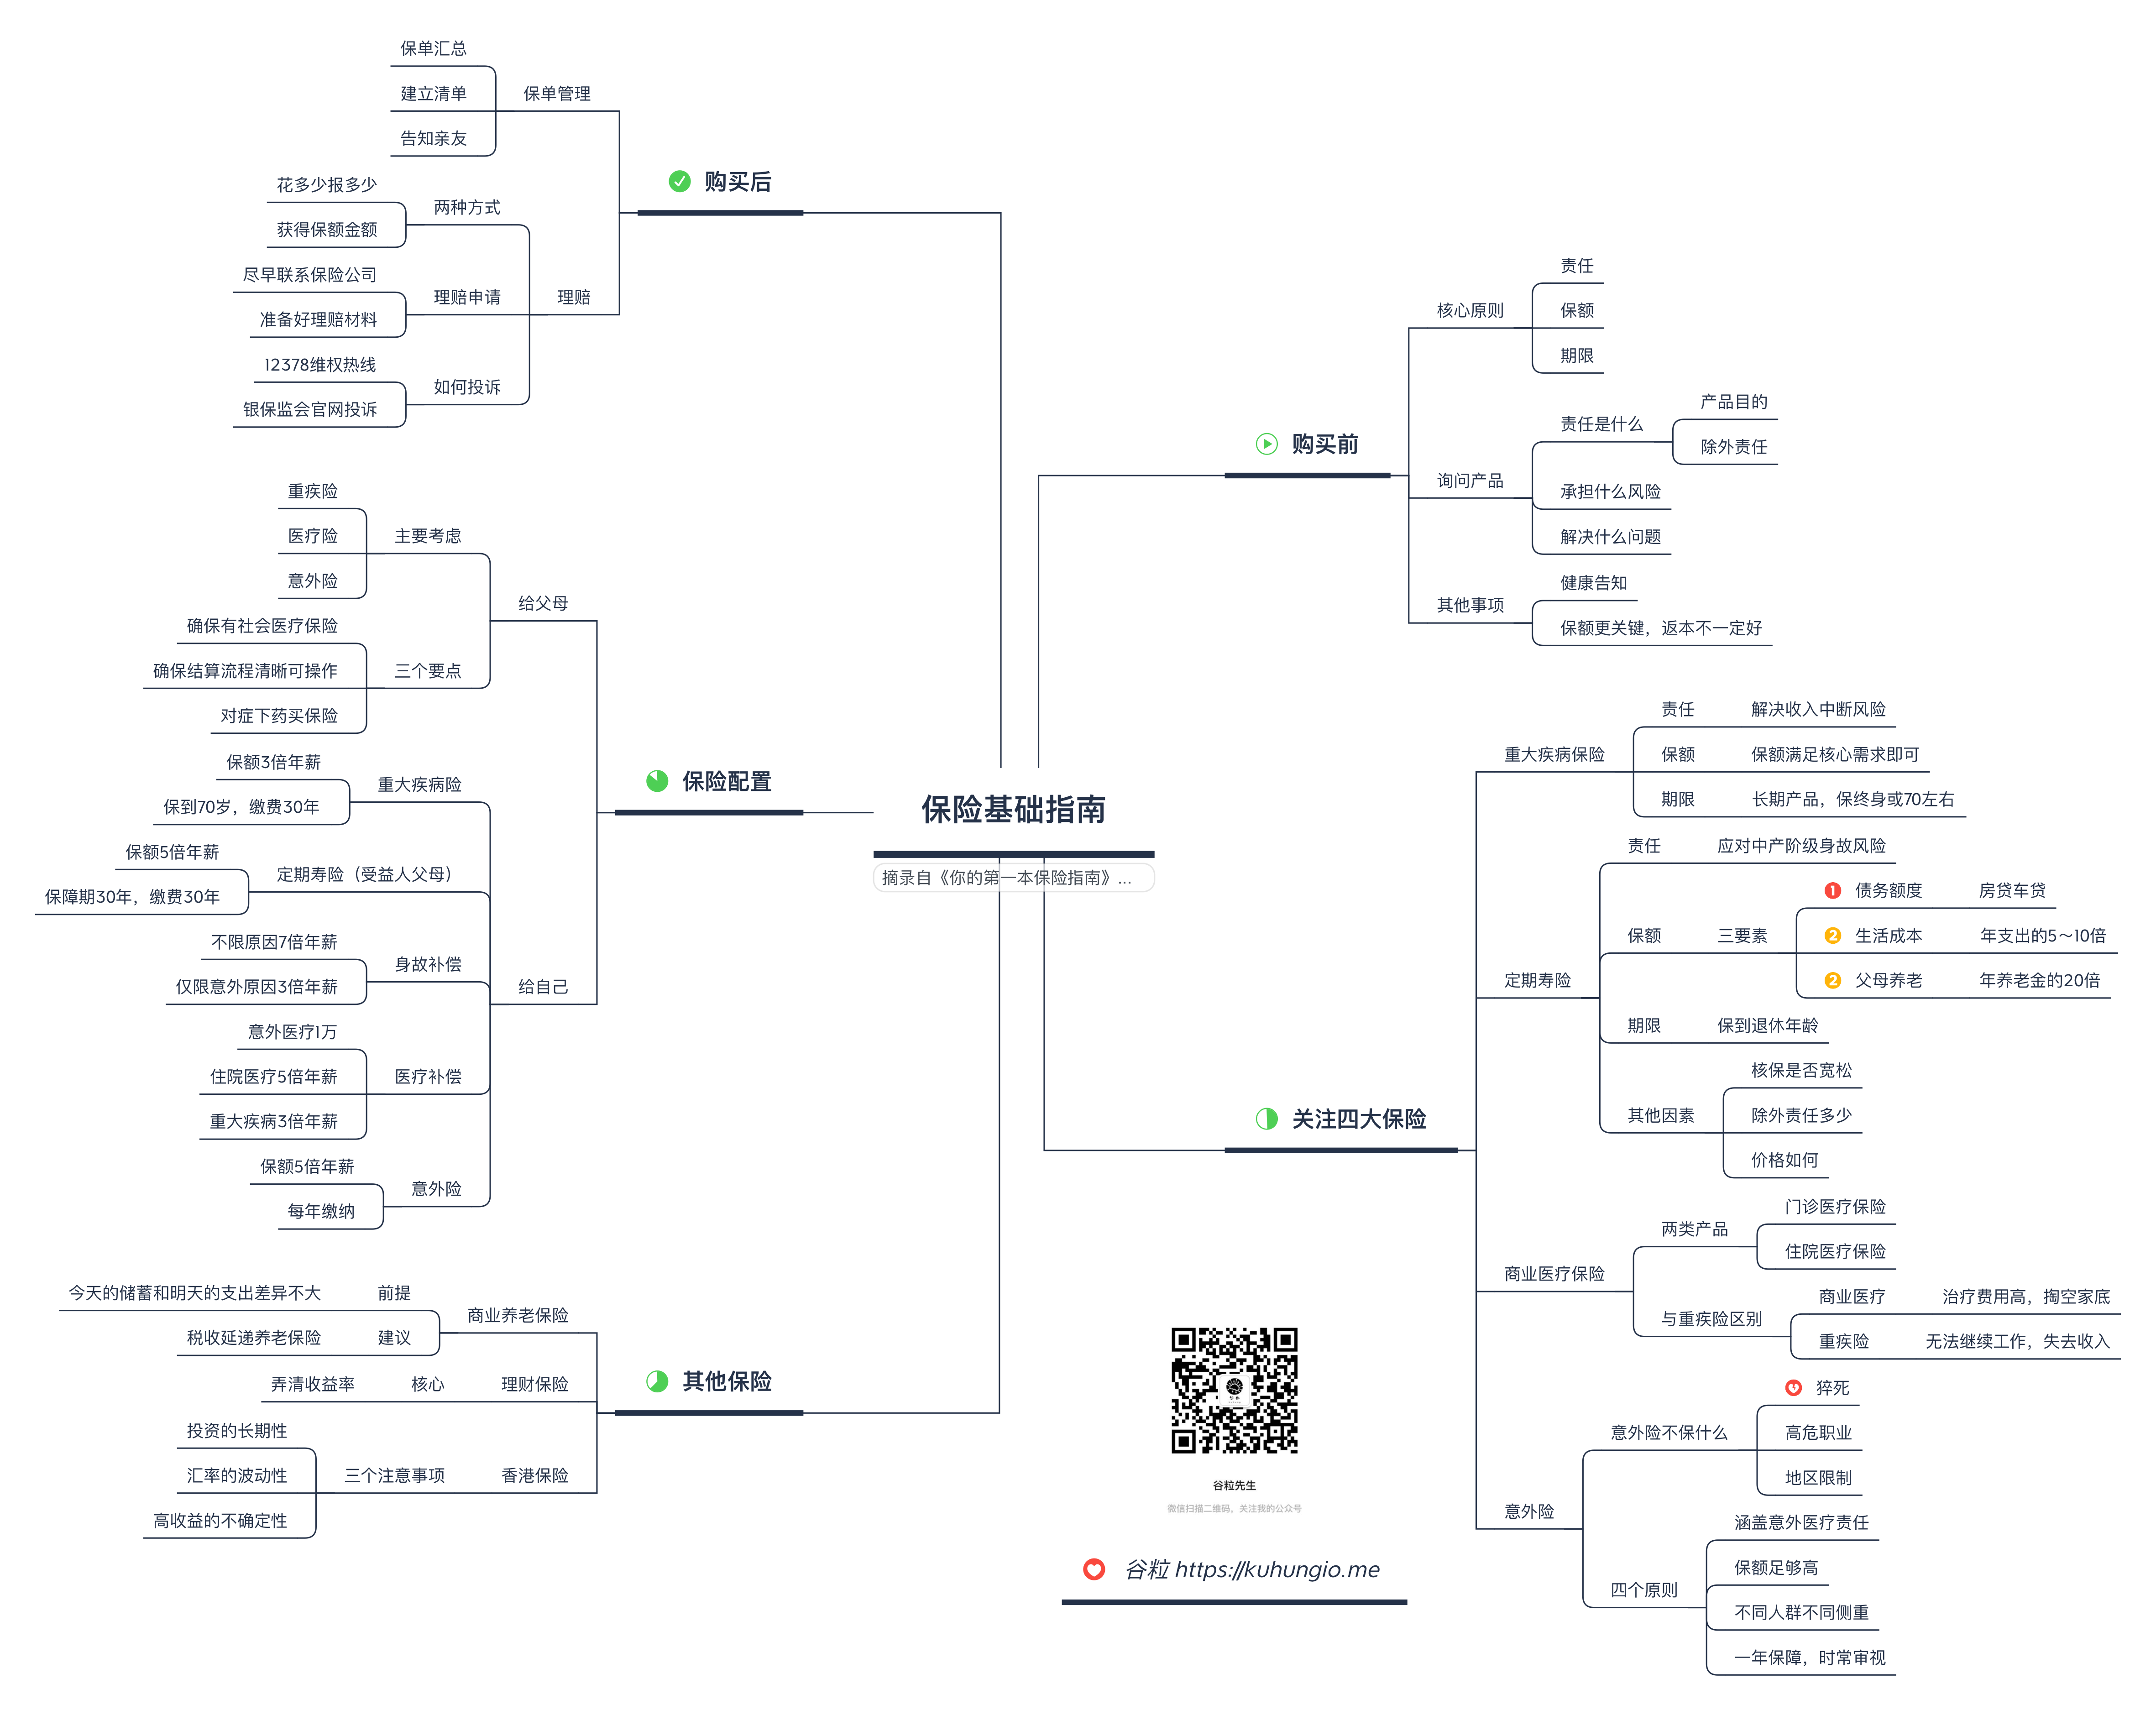 保险基础指南
摘录自《你的第一本保险指南》...
购买前
核心原则
责任
保额
期限
询问产品
责任是什么
产品目的
除外责任
承担什么风险
解决什么问题
其他事项
健康告知
保额更关键，返本不一定好
关注四大保险
重大疾病保险
责任
解决收入中断风险
保额
保额满足核心需求即可
期限
长期产品，保终身或70左右
定期寿险
责任
应对中产阶级身故风险
保额
三要素
1 债务额度
房贷车贷
2 生活成本
年支出的5～10倍
2 父母养老
年养老金的20倍
期限
保到退休年龄
其他因素
核保是否宽松
除外责任多少
价格如何
商业医疗保险
两类产品
门诊医疗保险
住院医疗保险
与重疾险区别
商业医疗
治疗费用高，掏空家底
重疾险
无法继续工作，失去收入
意外险
意外险不保什么
猝死
高危职业
地区限制
四个原则
涵盖意外医疗责任
保额足够高
不同人群不同侧重
一年保障，时常审视
购买后
保单管理
保单汇总
建立清单
告知亲友
理赔
两种方式
花多少报多少
获得保额金额
理赔申请
尽早联系保险公司
准备好理赔材料
如何投诉
12378维权热线
银保监会官网投诉
保险配置
给父母
主要考虑
重疾险
医疗险
意外险
三个要点
确保有社会医疗保险
确保结算流程清晰可操作
对症下药买保险
给自己
重大疾病险
保额3倍年薪
保到70岁，缴费30年
定期寿险（受益人父母）
保额5倍年薪
保障期30年，缴费30年
身故补偿
不限原因7倍年薪
仅限意外原因3倍年薪
医疗补偿
意外医疗1万
住院医疗5倍年薪
重大疾病3倍年薪
意外险
保额5倍年薪
每年缴纳
其他保险
商业养老保险
前提
今天的储蓄和明天的支出差异不大
建议
税收延递养老保险
理财保险
核心
弄清收益率
香港保险
三个注意事项
投资的长期性
汇率的波动性
高收益的不确定性
谷粒先生
微信扫描二维码，关注我的公众号
谷粒 https://kuhungio.me